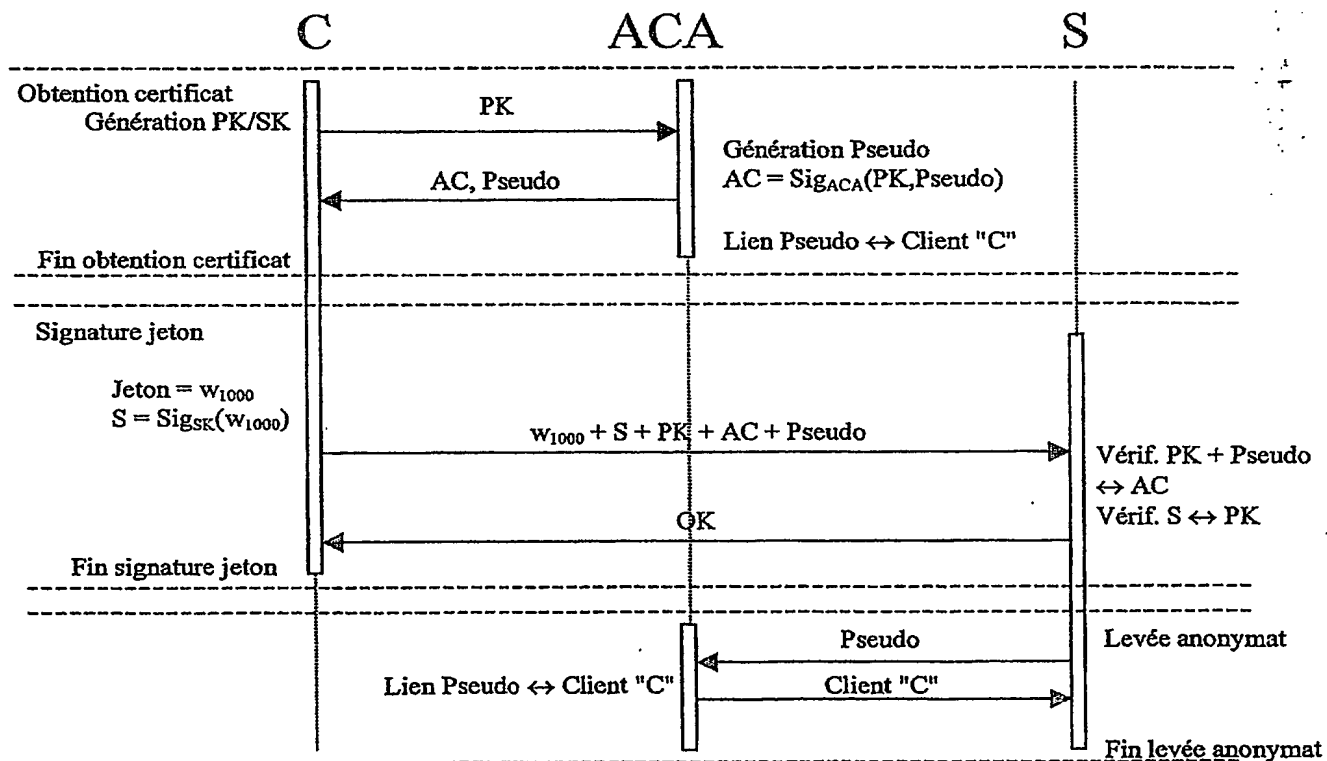 C ACA S
Obtention certificat
Génération PK/SK
PK
Génération Pseudo
AC = SigACA(PK,Pseudo)
AC, Pseudo
Lien Pseudo ↔ Client "C"
Fin obtention certificat
Signature jeton
Jeton = w1000
S = SigSK(w1000)
w1000 + S + PK + AC + Pseudo
Vérif. PK + Pseudo
↔ AC
Vérif. S ↔ PK
OK
Fin signature jeton
Pseudo
Levée anonymat
Lien Pseudo ↔ Client "C"
Client "C"
Fin levée anonymat